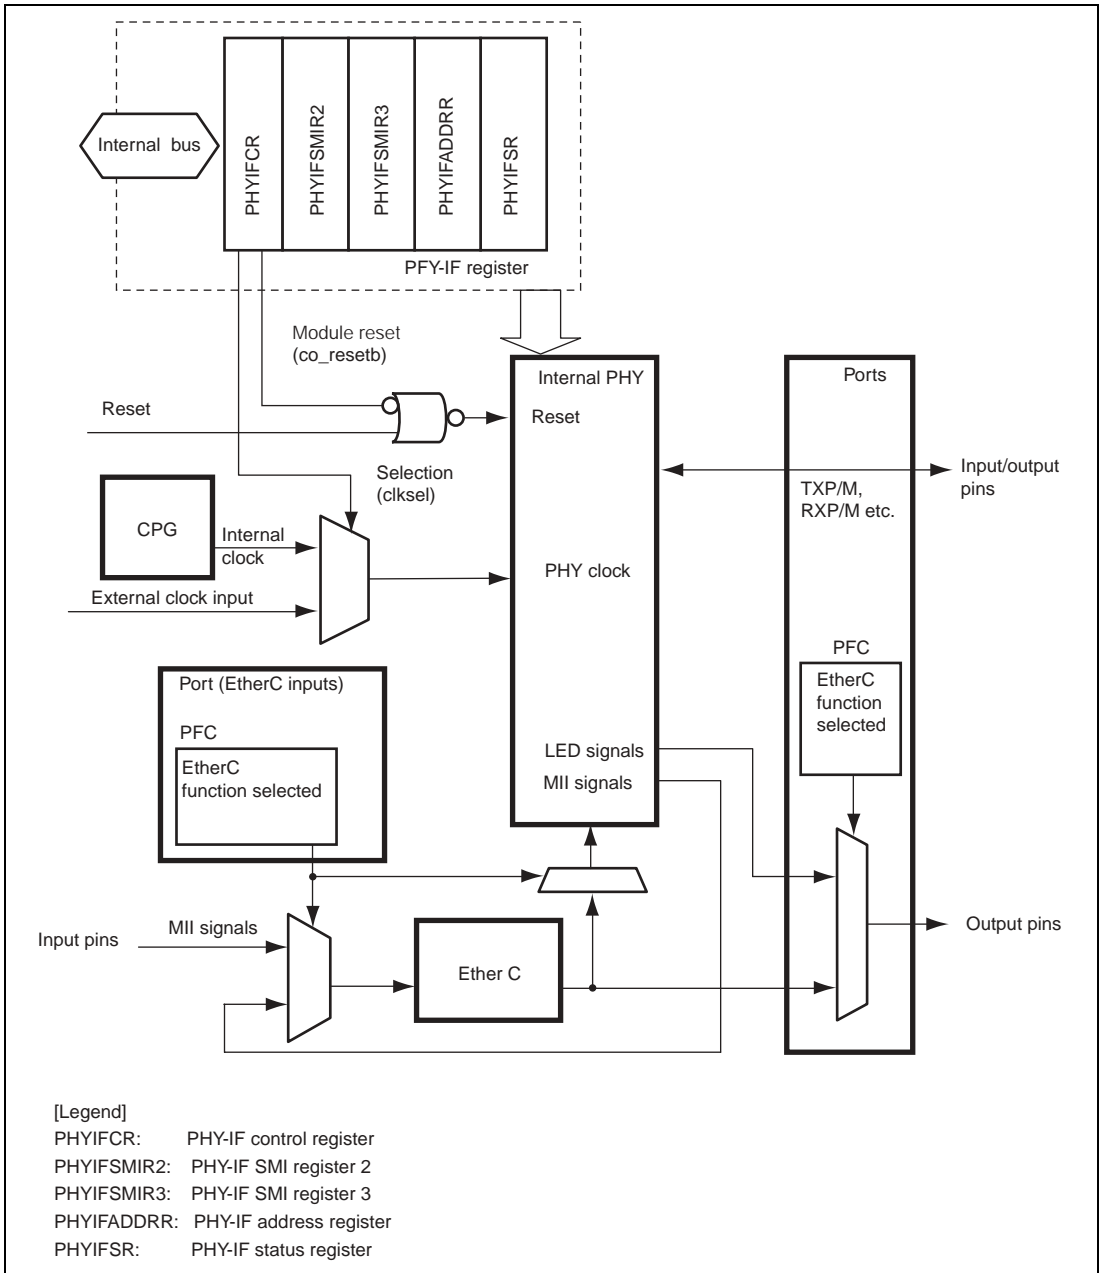 Internal bus
PHYIFCR
PHYIFSMIR2
PHYIFSMIR3
PHYIFADDRR
PHYIFSR
PFY-IF register
Module reset
(co_resetb)
Internal PHY
Ports
Reset
Reset
Selection
(clksel)
Input/output
pins
TXP/M,
RXP/M etc.
CPG
Internal
clock
PHY clock
External clock input
PFC
EtherC
function
selected
Port (EtherC inputs)
PFC
EtherC
function selected
LED signals
MII signals
Input pins
MII signals
Ether C
Output pins
[Legend]
PHYIFCR: PHY-IF control register
PHYIFSMIR2: PHY-IF SMI register 2
PHYIFSMIR3: PHY-IF SMI register 3
PHYIFADDRR: PHY-IF address register
PHYIFSR: PHY-IF status register